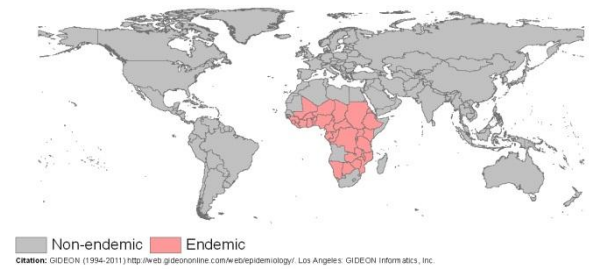 Non-endemic Endemic
Citation: GIDEON (1994-2011) http://web.gideononline.com/web/epidemiology/. Los Angeles: GIDEON Informatics, Inc.